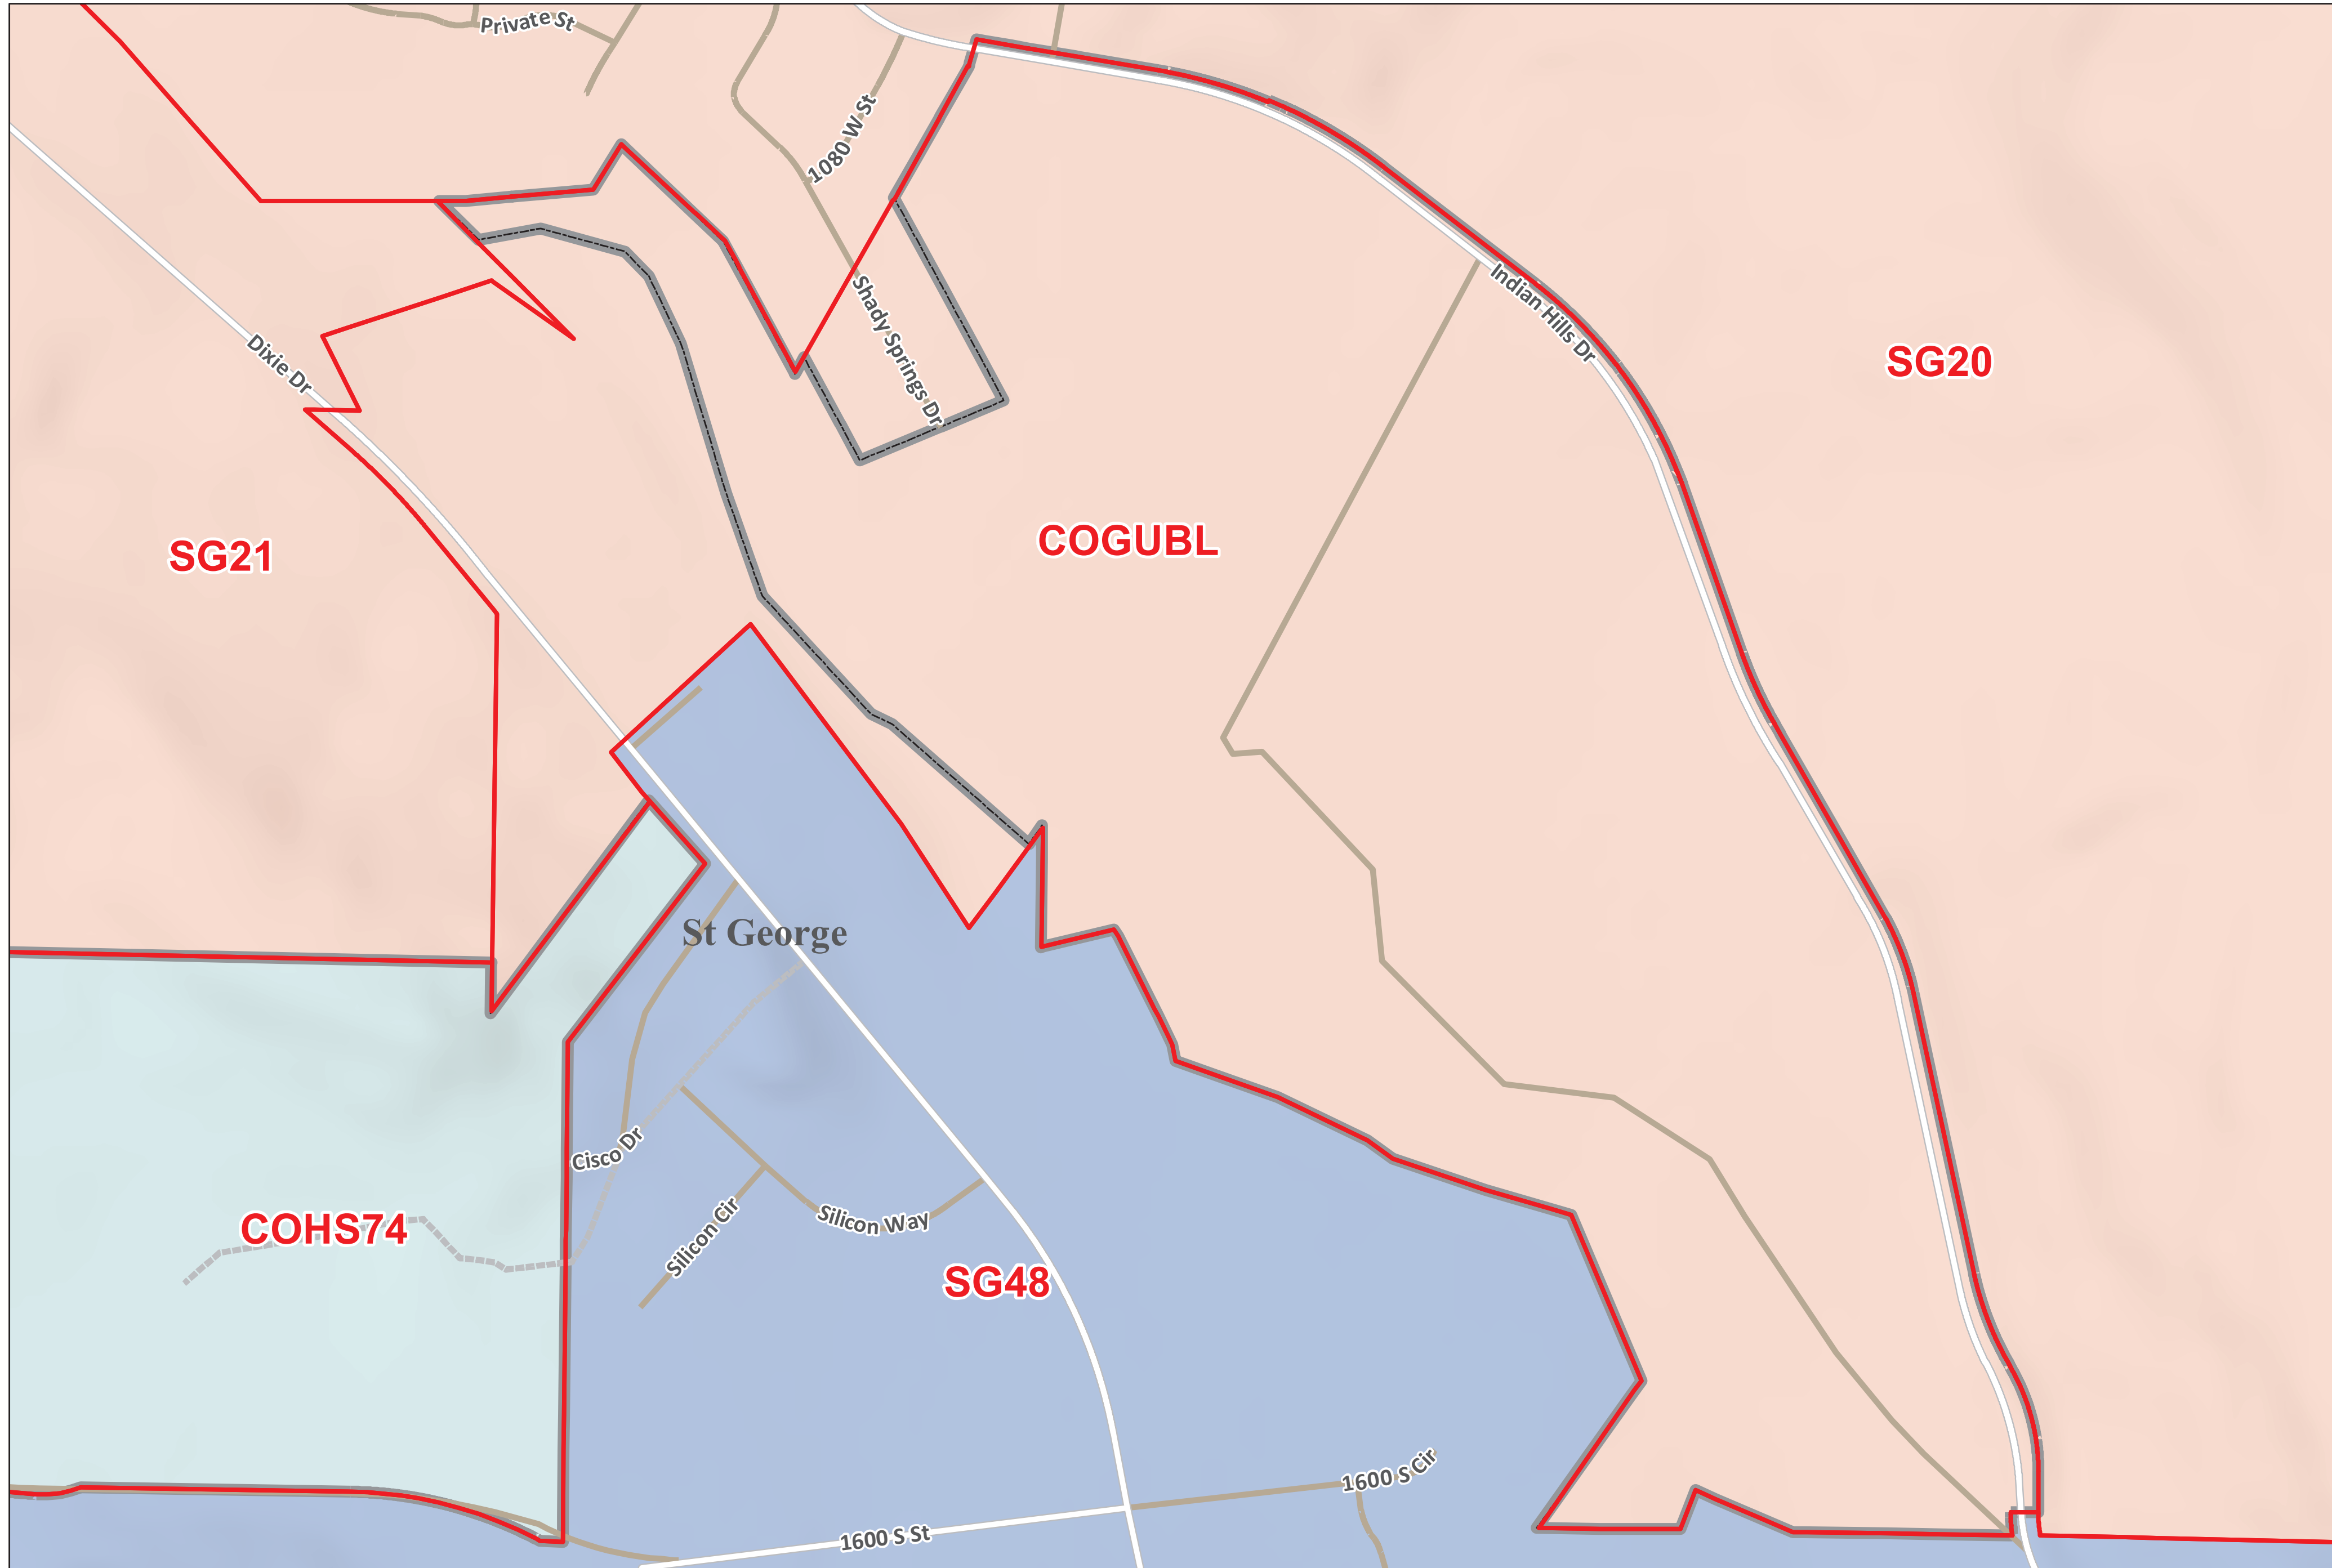 Private St
1080 W St
Indian Hills Dr
Shady Springs Dr
Dixie Dr
SG20
COGUBL
SG21
St George
Cisco Dr
COHS74
Silicon Way
Silicon Cir
SG48
1600 S Cir
1600 S St